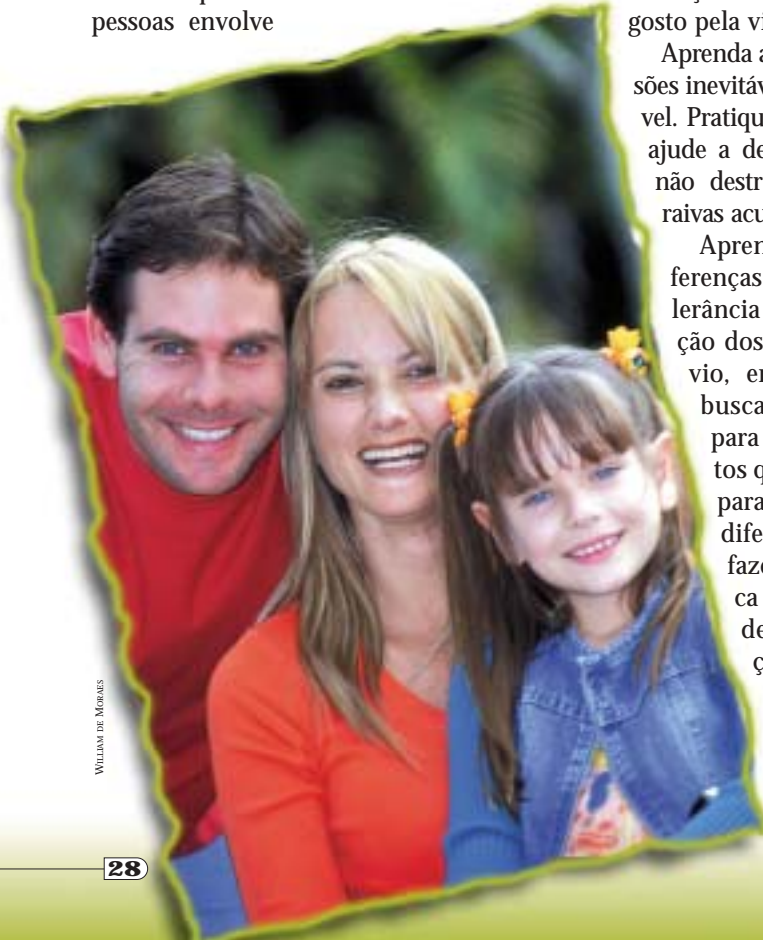 pessoas envolve
gosto pela vi
Aprenda a
sões inevitáv
vel. Pratiqu
ajude a de
não destr
raivas acu
Apren
ferenças
lerância
ção dos
vio, en
busca
para
tos q
para
dife
faze
ca
de
ç
WILLIAM DE MORAES
28